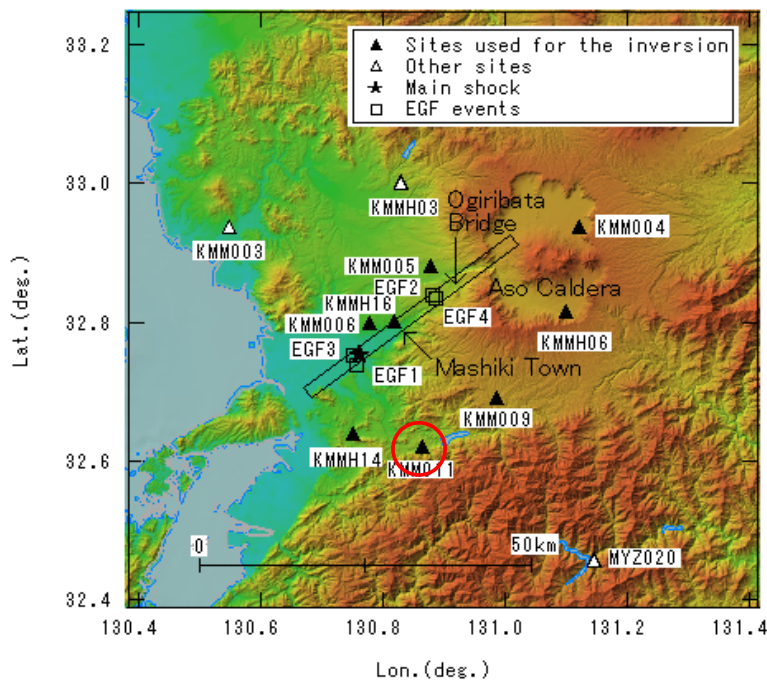 Sites used for the inversion
Other sites
Main shock
EGF events
33.2
33.0
32.8
32.6
32.4
Lat.(deg.)
KMMH03
Ogiribata
Bridge
KMM003
KMM004
KMM005
EGF2
KMMH16
Aso Caldera
KMM006
EGF4
KMMH06
EGF3
Mashiki Town
EGF1
KMM009
KMMH14
KMM011
0
50km
MYZ020
130.4
130.6
130.8
131.0
131.2
131.4
Lon.(deg.)